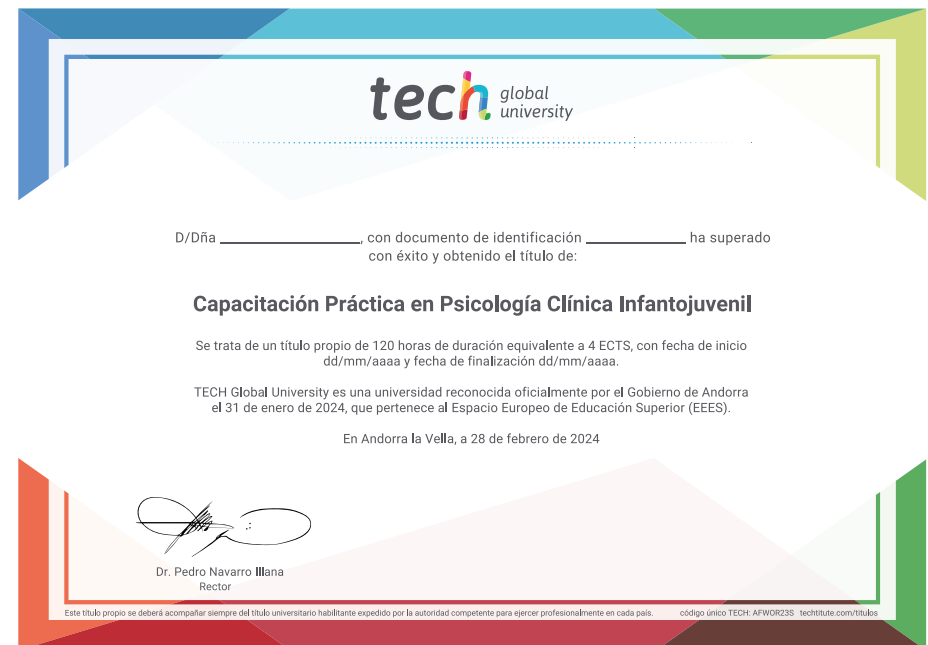 tech global university
D/Dña ____________________, con documento de identificación ______________ ha superado
con éxito y obtenido el título de:
Capacitación Práctica en Psicología Clínica Infantojuvenil
Se trata de un título propio de 120 horas de duración equivalente a 4 ECTS, con fecha de inicio
dd/mm/aaaa y fecha de finalización dd/mm/aaaa.
TECH Global University es una universidad reconocida oficialmente por el Gobierno de Andorra
el 31 de enero de 2024, que pertenece al Espacio Europeo de Educación Superior (EEES).
En Andorra la Vella, a 28 de febrero de 2024
Dr. Pedro Navarro Illana
Rector
Este título propio se deberá acompañar siempre del título universitario habilitante expedido por la autoridad competente para ejercer profesionalmente en cada país. código único TECH: AFWOR23S techtitute.com/titulos